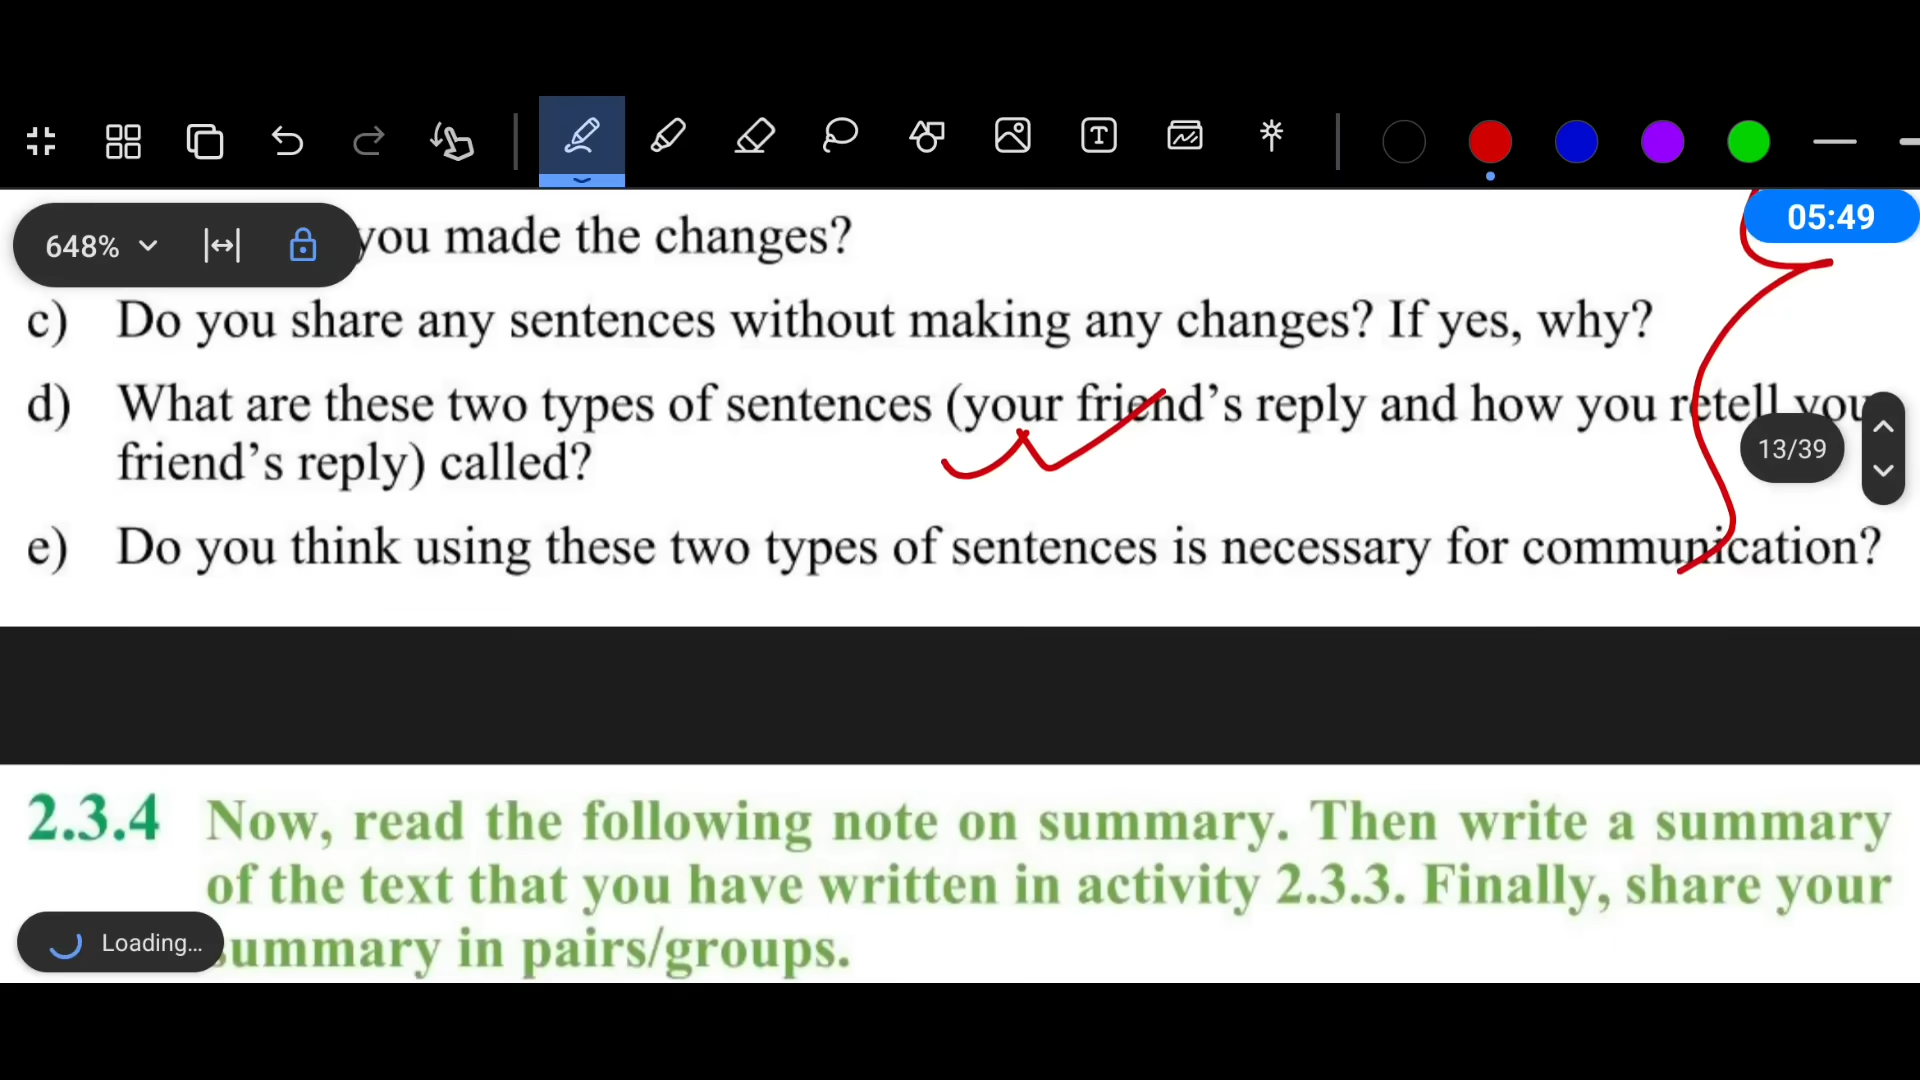 648%
05:49
you made the changes?
c) Do you share any sentences without making any changes? If yes, why?
d) What are these two types of sentences (your friend's reply and how you retell you
friend's reply) called?
13/39
e) Do you think using these two types of sentences is necessary for communication?
2.3.4 Now, read the following note on summary. Then write a summary
of the text that you have written in activity 2.3.3. Finally, share your
summary in pairs/groups.
Loading...